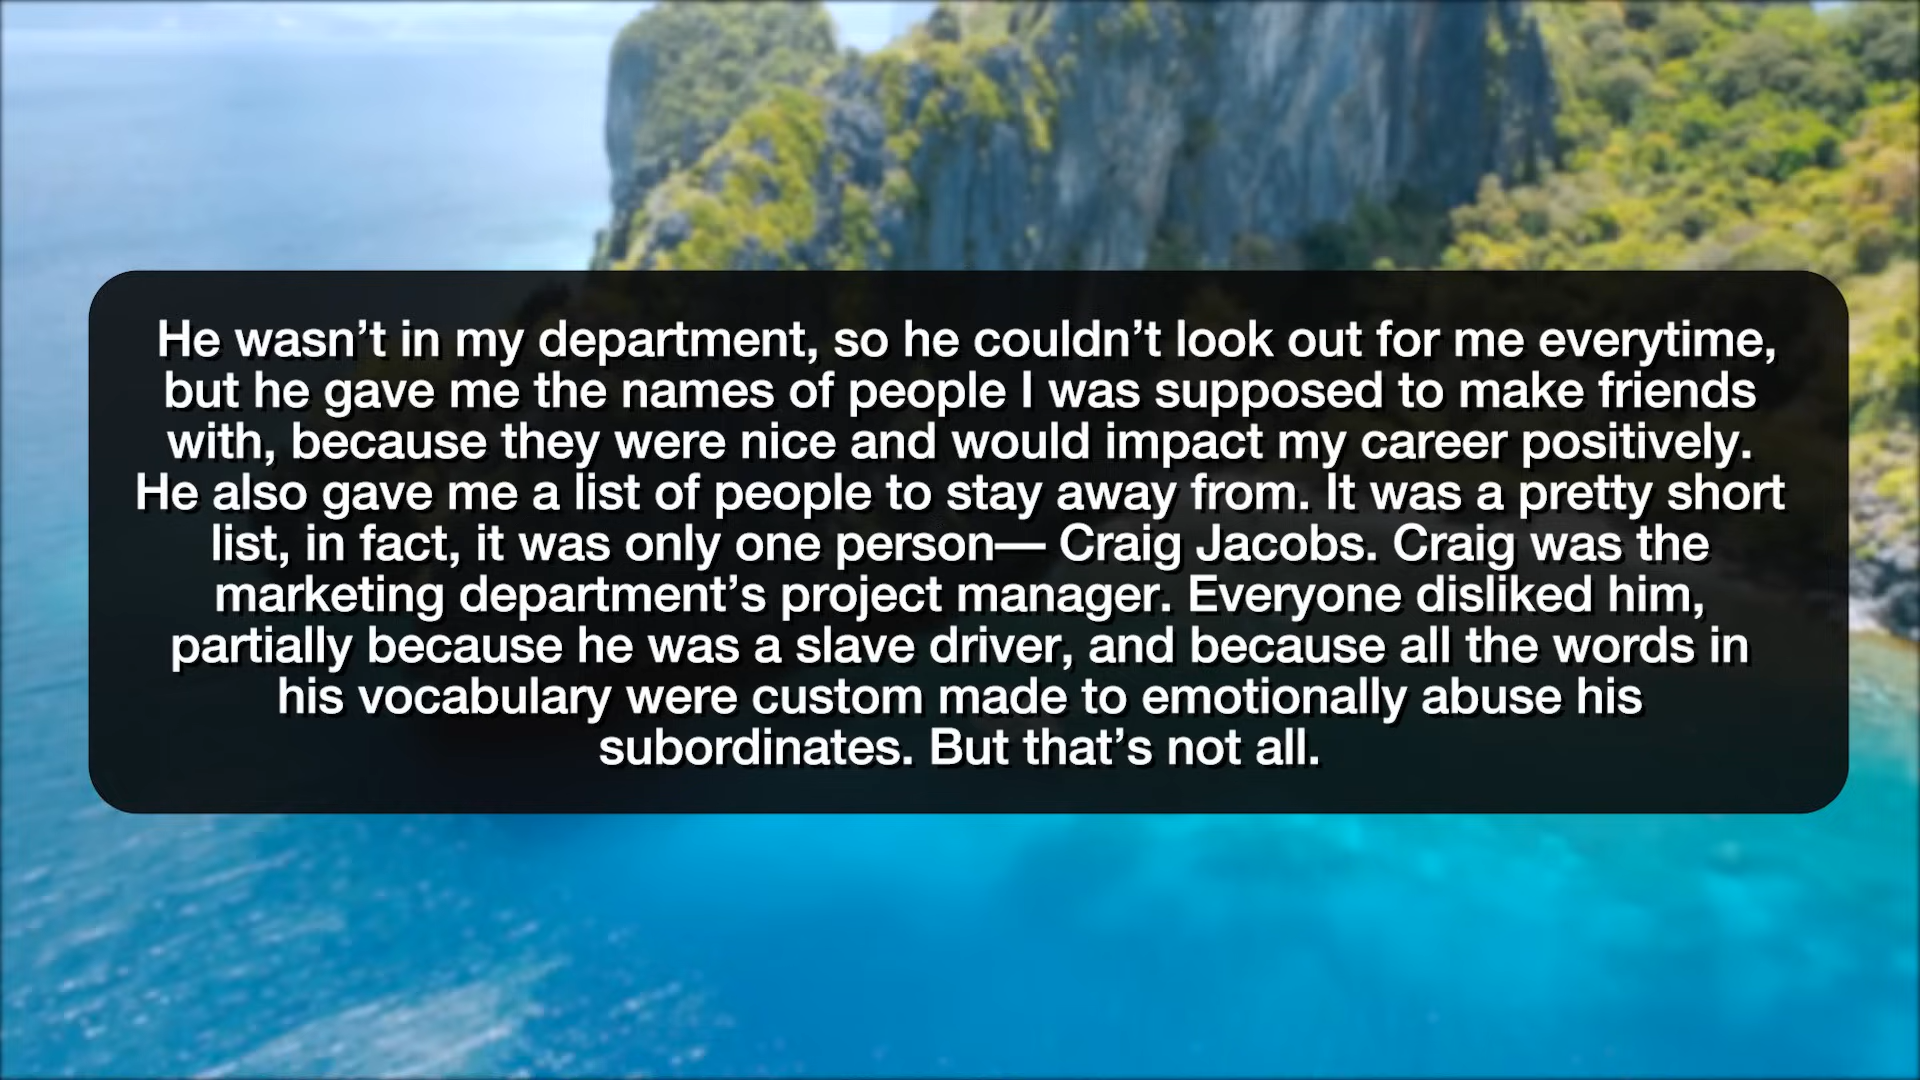 He wasn’t in my department, so he couldn’t look out for me everytime,
but he gave me the names of people I was supposed to make friends
with, because they were nice and would impact my career positively.
He also gave me a list of people to stay away from. It was a pretty short
list, in fact, it was only one person— Craig Jacobs. Craig was the
marketing department’s project manager. Everyone disliked him,
partially because he was a slave driver, and because all the words in
his vocabulary were custom made to emotionally abuse his
subordinates. But that’s not all.